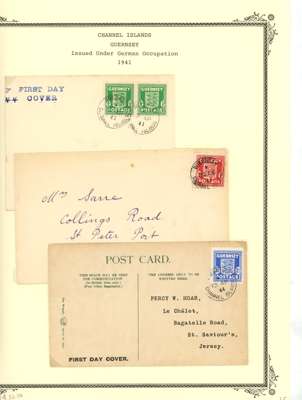 CHANNEL ISLANDS
GUERNSEY
Issued Under German Occupation
1941
FIRST DAY
COVER
GUERNSEY
GUERNSEY
POSTAGE
POSTAGE
Mrs Sarre
Collings Road
St Peter Port
POST CARD.
THIS SPACE MAY BE USED
FOR COMMUNICATION
THE ADDRESS ONLY TO BE
WRITTEN HERE.
PERCY W. HOAR,
Le Châlet,
Bagatelle Road,
St. Saviour's,
Jersey.
FIRST DAY COVER.